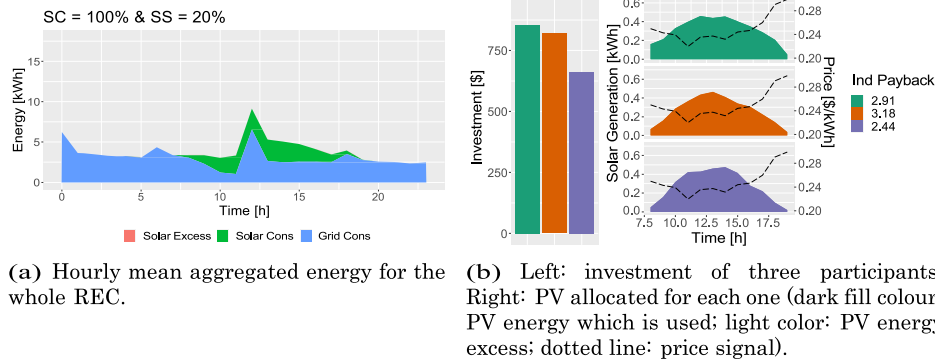 SC = 100% & SS = 20%
Energy [kWh]
15
10
5
0
0 5 10 15 20
Time [h]
Solar Excess Solar Cons Grid Cons
(a) Hourly mean aggregated energy for the
whole REC.
Investment [$]
750
500
250
0
Solar Generation [kWh]
0.6
0.4
0.2
0.0
0.28
0.24
0.20
0.6
0.4
0.2
0.0
0.28
0.24
0.20
0.6
0.4
0.2
0.0
0.28
0.24
0.20
7.5 10.0 12.5 15.0 17.5
Time [h]
Price [$/kWh]
Ind Payback
2.91
3.18
2.44
(b) Left: investment of three participants
Right: PV allocated for each one (dark fill colour
PV energy which is used; light color: PV energy
excess; dotted line: price signal).